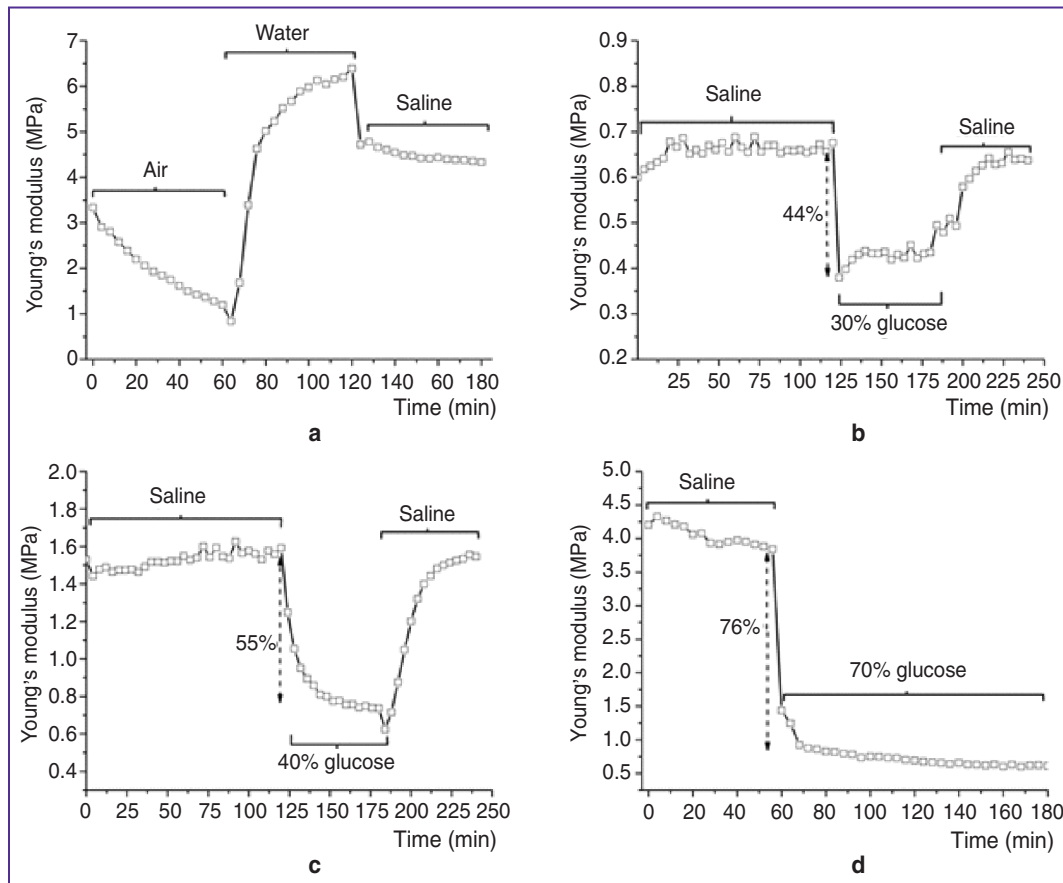 7
6
5
4
3
2
1
0
Young's modulus (MPa)
Air
Water
Saline
0 20 40 60 80 100 120 140 160 180
Time (min)
a
0.9
0.8
0.7
0.6
0.5
0.4
0.3
0.2
Young's modulus (MPa)
Saline
44%
30% glucose
Saline
25 50 75 100 125 150 175 200 225 250
Time (min)
b
2.0
1.8
1.6
1.4
1.2
1.0
0.8
0.6
0.4
Young's modulus (MPa)
Saline
55%
40% glucose
Saline
0 25 50 75 100 125 150 175 200 225 250
Time (min)
c
5.0
4.5
4.0
3.5
3.0
2.5
2.0
1.5
1.0
0.5
Young's modulus (MPa)
Saline
76%
70% glucose
0 20 40 60 80 100 120 140 160 180
Time (min)
d